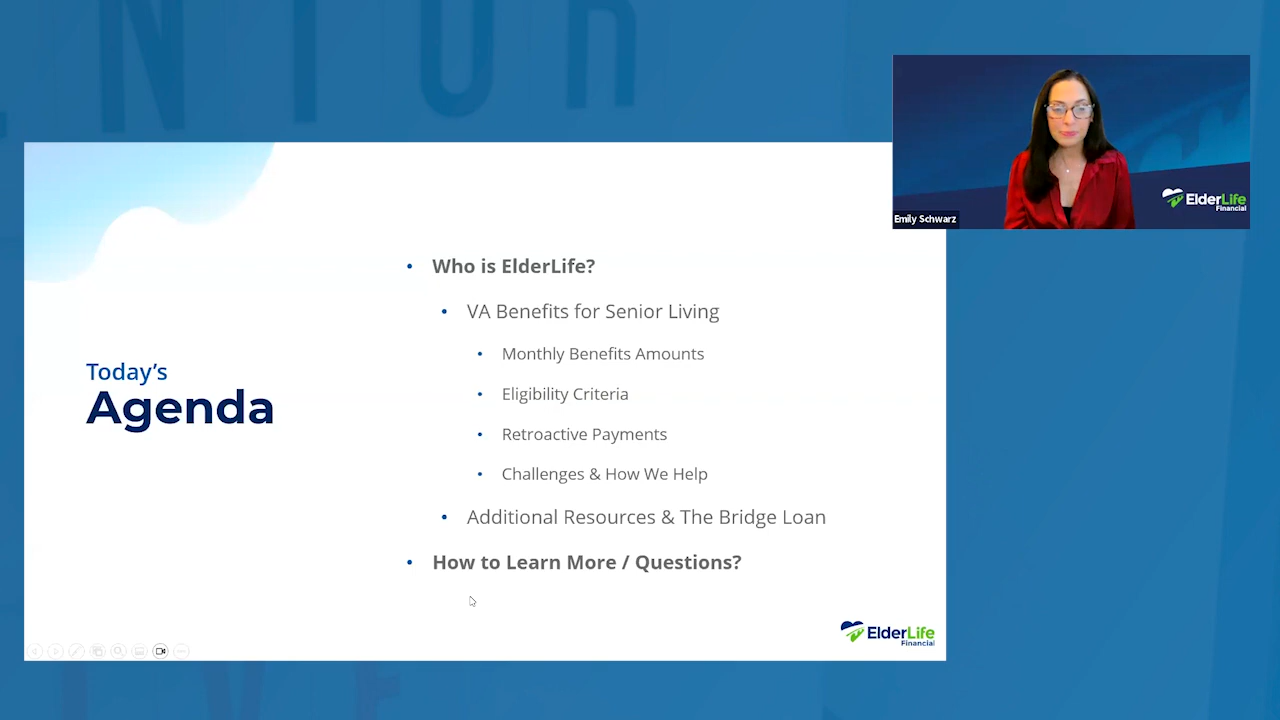 ElderLife
Financial
Emily Schwarz
Today's
Agenda
• Who is ElderLife?
• VA Benefits for Senior Living
• Monthly Benefits Amounts
• Eligibility Criteria
• Retroactive Payments
• Challenges & How We Help
• Additional Resources & The Bridge Loan
• How to Learn More / Questions?
ElderLife
Financial